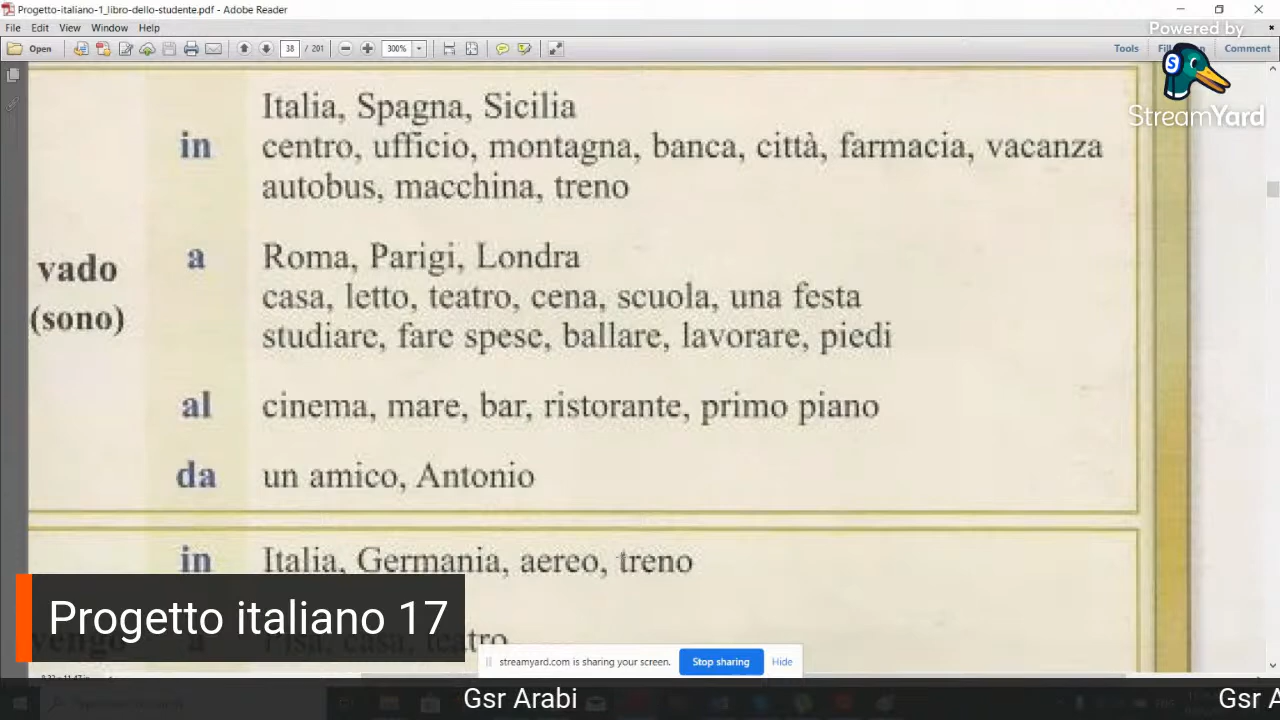 Progetto-italiano-1_libro-dello-studente.pdf - Adobe Reader
File Edit View Window Help
Powered by
Open 38 / 201 300% Tools Comment
StreamYard
Italia, Spagna, Sicilia
in centro, ufficio, montagna, banca, città, farmacia, vacanza
autobus, macchina, treno
vado (sono)
a Roma, Parigi, Londra
casa, letto, teatro, cena, scuola, una festa
studiare, fare spese, ballare, lavorare, piedi
al cinema, mare, bar, ristorante, primo piano
da un amico, Antonio
in Italia, Germania, aereo, treno
vengo a Pisa, casa, teatro
Progetto italiano 17
streamyard.com is sharing your screen. Stop sharing Hide
Gsr Arabi Gsr A